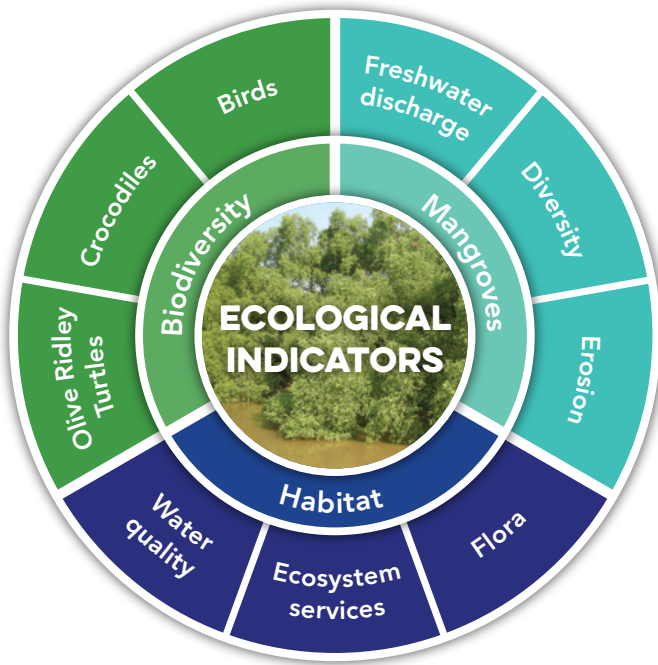 ECOLOGICAL
INDICATORS
Biodiversity
Mangroves
Habitat
Birds
Crocodiles
Olive Ridley
Turtles
Freshwater
discharge
Diversity
Erosion
Flora
Ecosystem
services
Water
quality